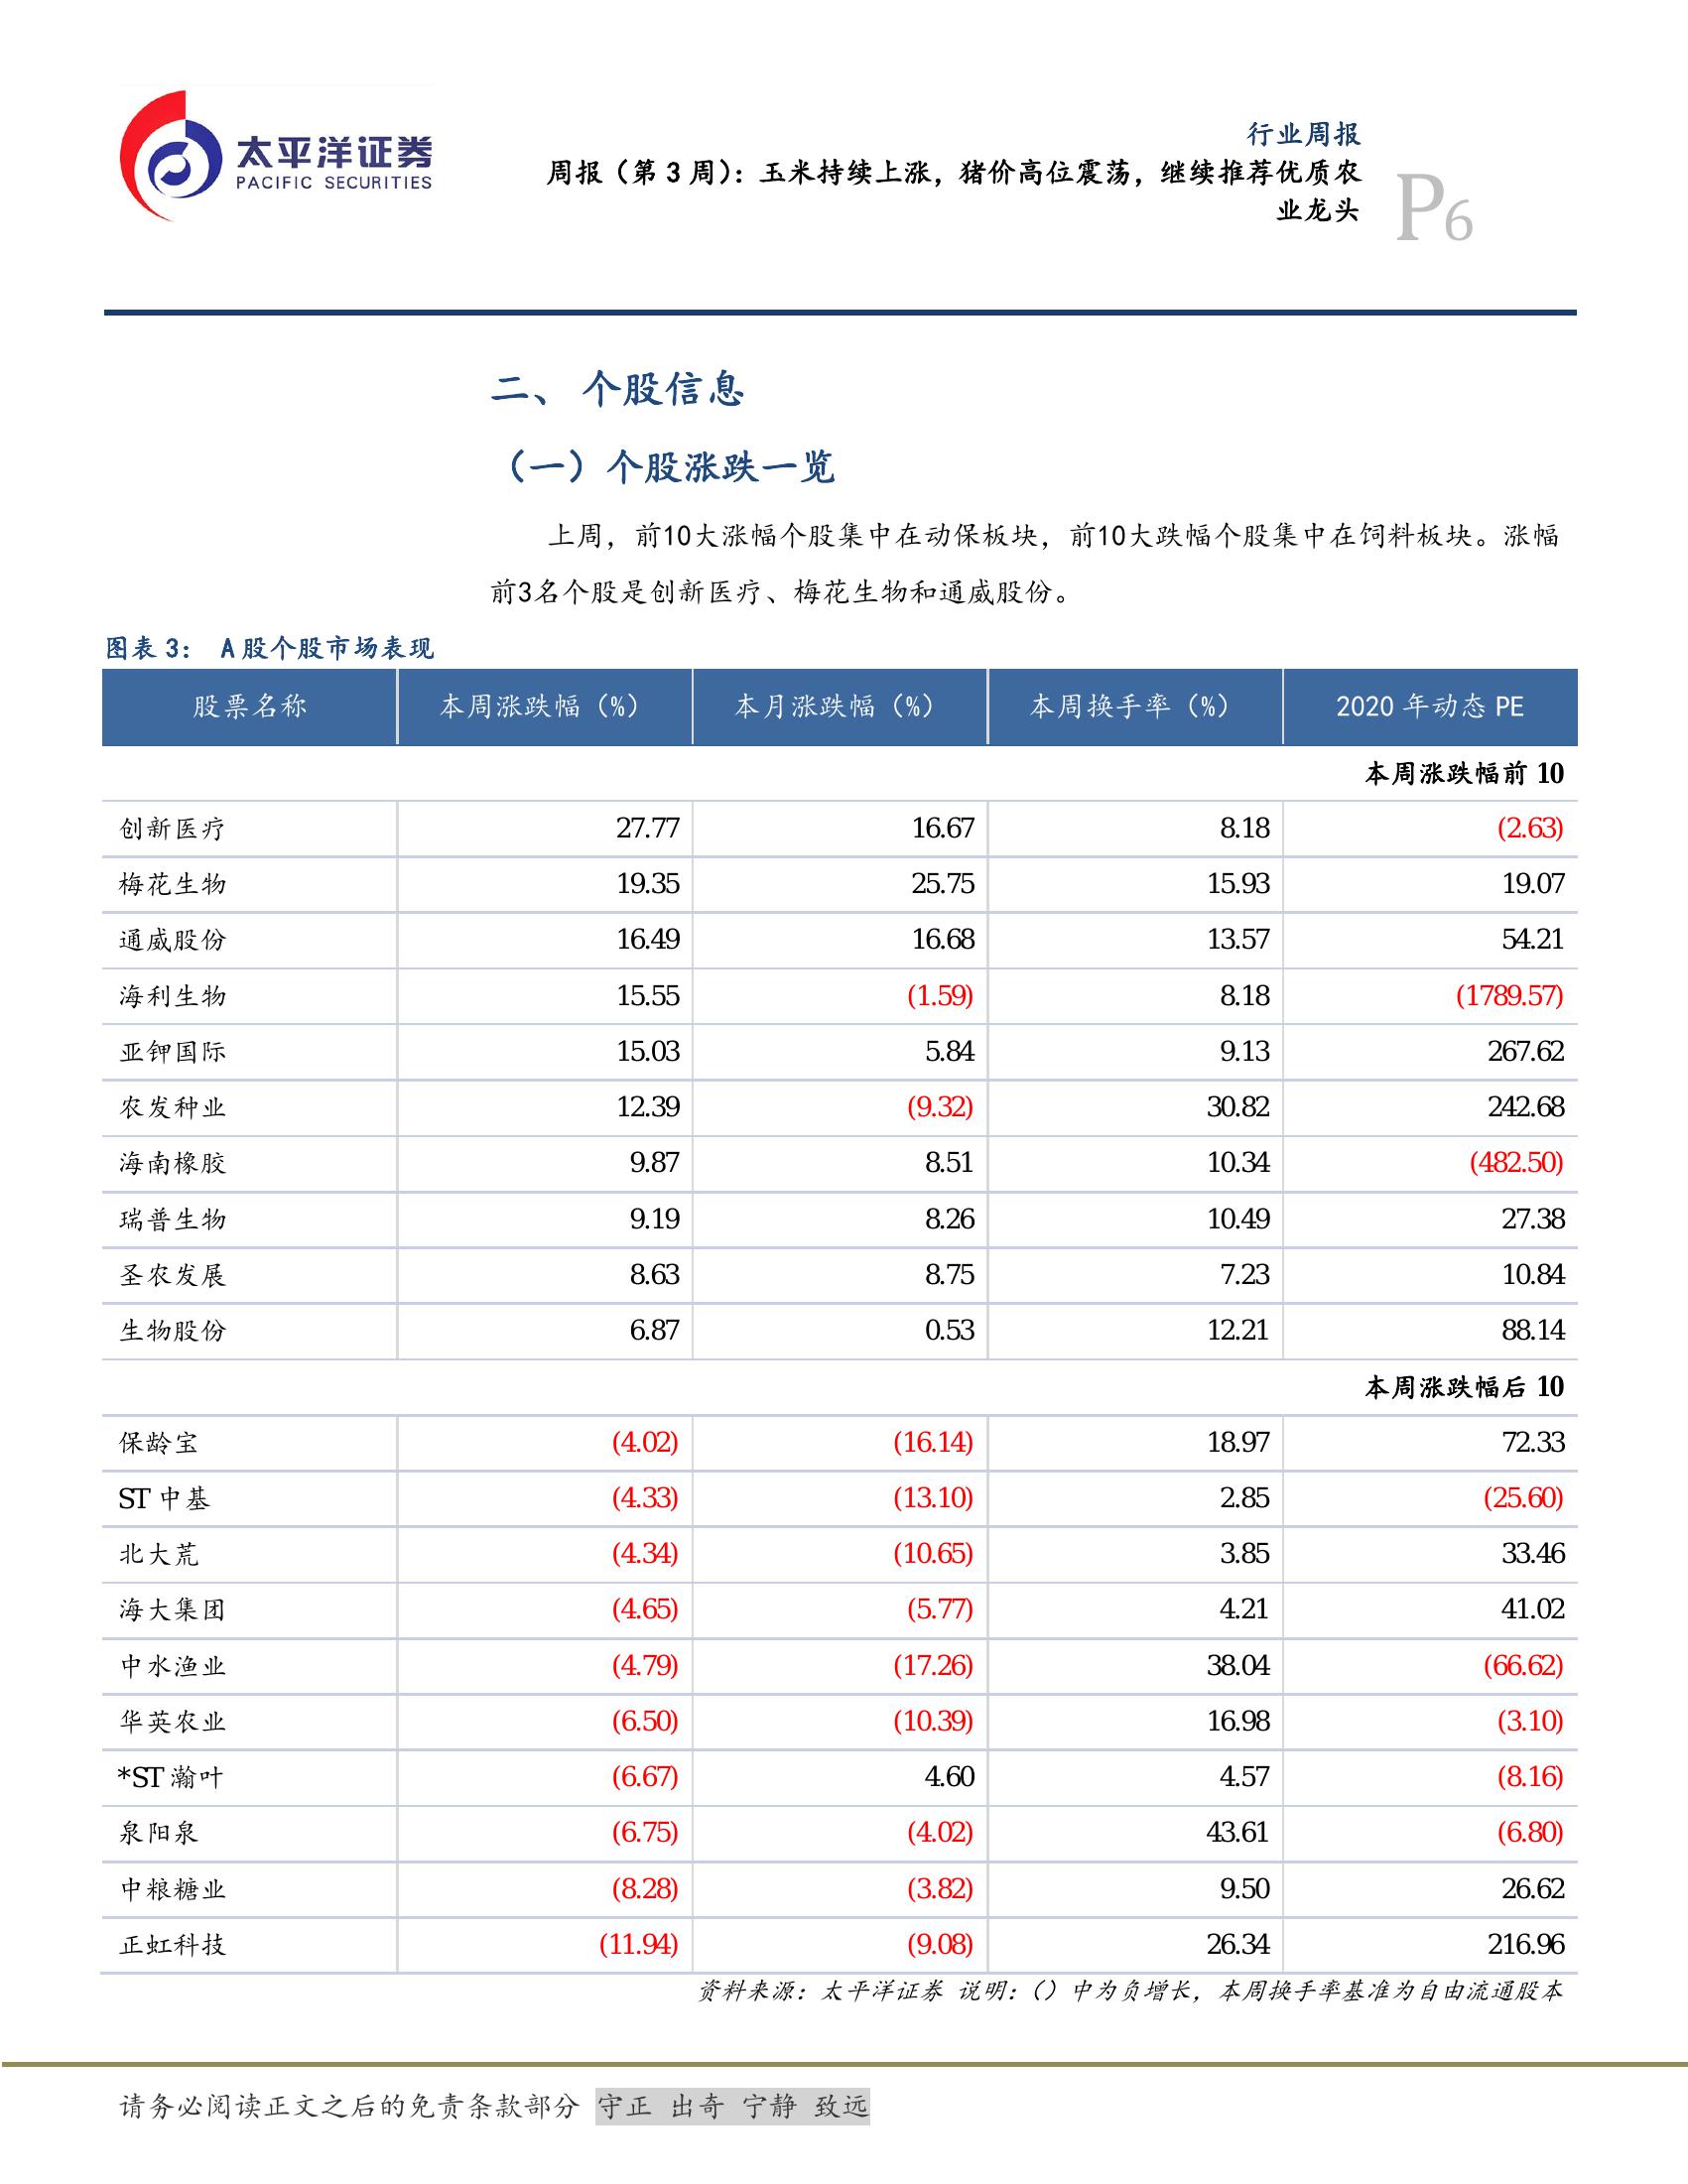 太平洋证券
PACIFIC SECURITIES
行业周报
周报（第 3 周）：玉米持续上涨，猪价高位震荡，继续推荐优质农
业龙头
P6
二、 个股信息
（一）个股涨跌一览
上周，前10大涨幅个股集中在动保板块，前10大跌幅个股集中在饲料板块。涨幅
前3名个股是创新医疗、梅花生物和通威股份。
图表 3： A 股个股市场表现
股票名称 本周涨跌幅（%） 本月涨跌幅（%） 本周换手率（%） 2020 年动态 PE
本周涨跌幅前 10
创新医疗 27.77 16.67 8.18 (2.63)
梅花生物 19.35 25.75 15.93 19.07
通威股份 16.49 16.68 13.57 54.21
海利生物 15.55 (1.59) 8.18 (1789.57)
亚钾国际 15.03 5.84 9.13 267.62
农发种业 12.39 (9.32) 30.82 242.68
海南橡胶 9.87 8.51 10.34 (482.50)
瑞普生物 9.19 8.26 10.49 27.38
圣农发展 8.63 8.75 7.23 10.84
生物股份 6.87 0.53 12.21 88.14
本周涨跌幅后 10
保龄宝 (4.02) (16.14) 18.97 72.33
ST 中基 (4.33) (13.10) 2.85 (25.60)
北大荒 (4.34) (10.65) 3.85 33.46
海大集团 (4.65) (5.77) 4.21 41.02
中水渔业 (4.79) (17.26) 38.04 (66.62)
华英农业 (6.50) (10.39) 16.98 (3.10)
*ST 瀚叶 (6.67) 4.60 4.57 (8.16)
泉阳泉 (6.75) (4.02) 43.61 (6.80)
中粮糖业 (8.28) (3.82) 9.50 26.62
正虹科技 (11.94) (9.08) 26.34 216.96
资料来源：太平洋证券 说明：（）中为负增长，本周换手率基准为自由流通股本
请务必阅读正文之后的免责条款部分 守正 出奇 宁静 致远